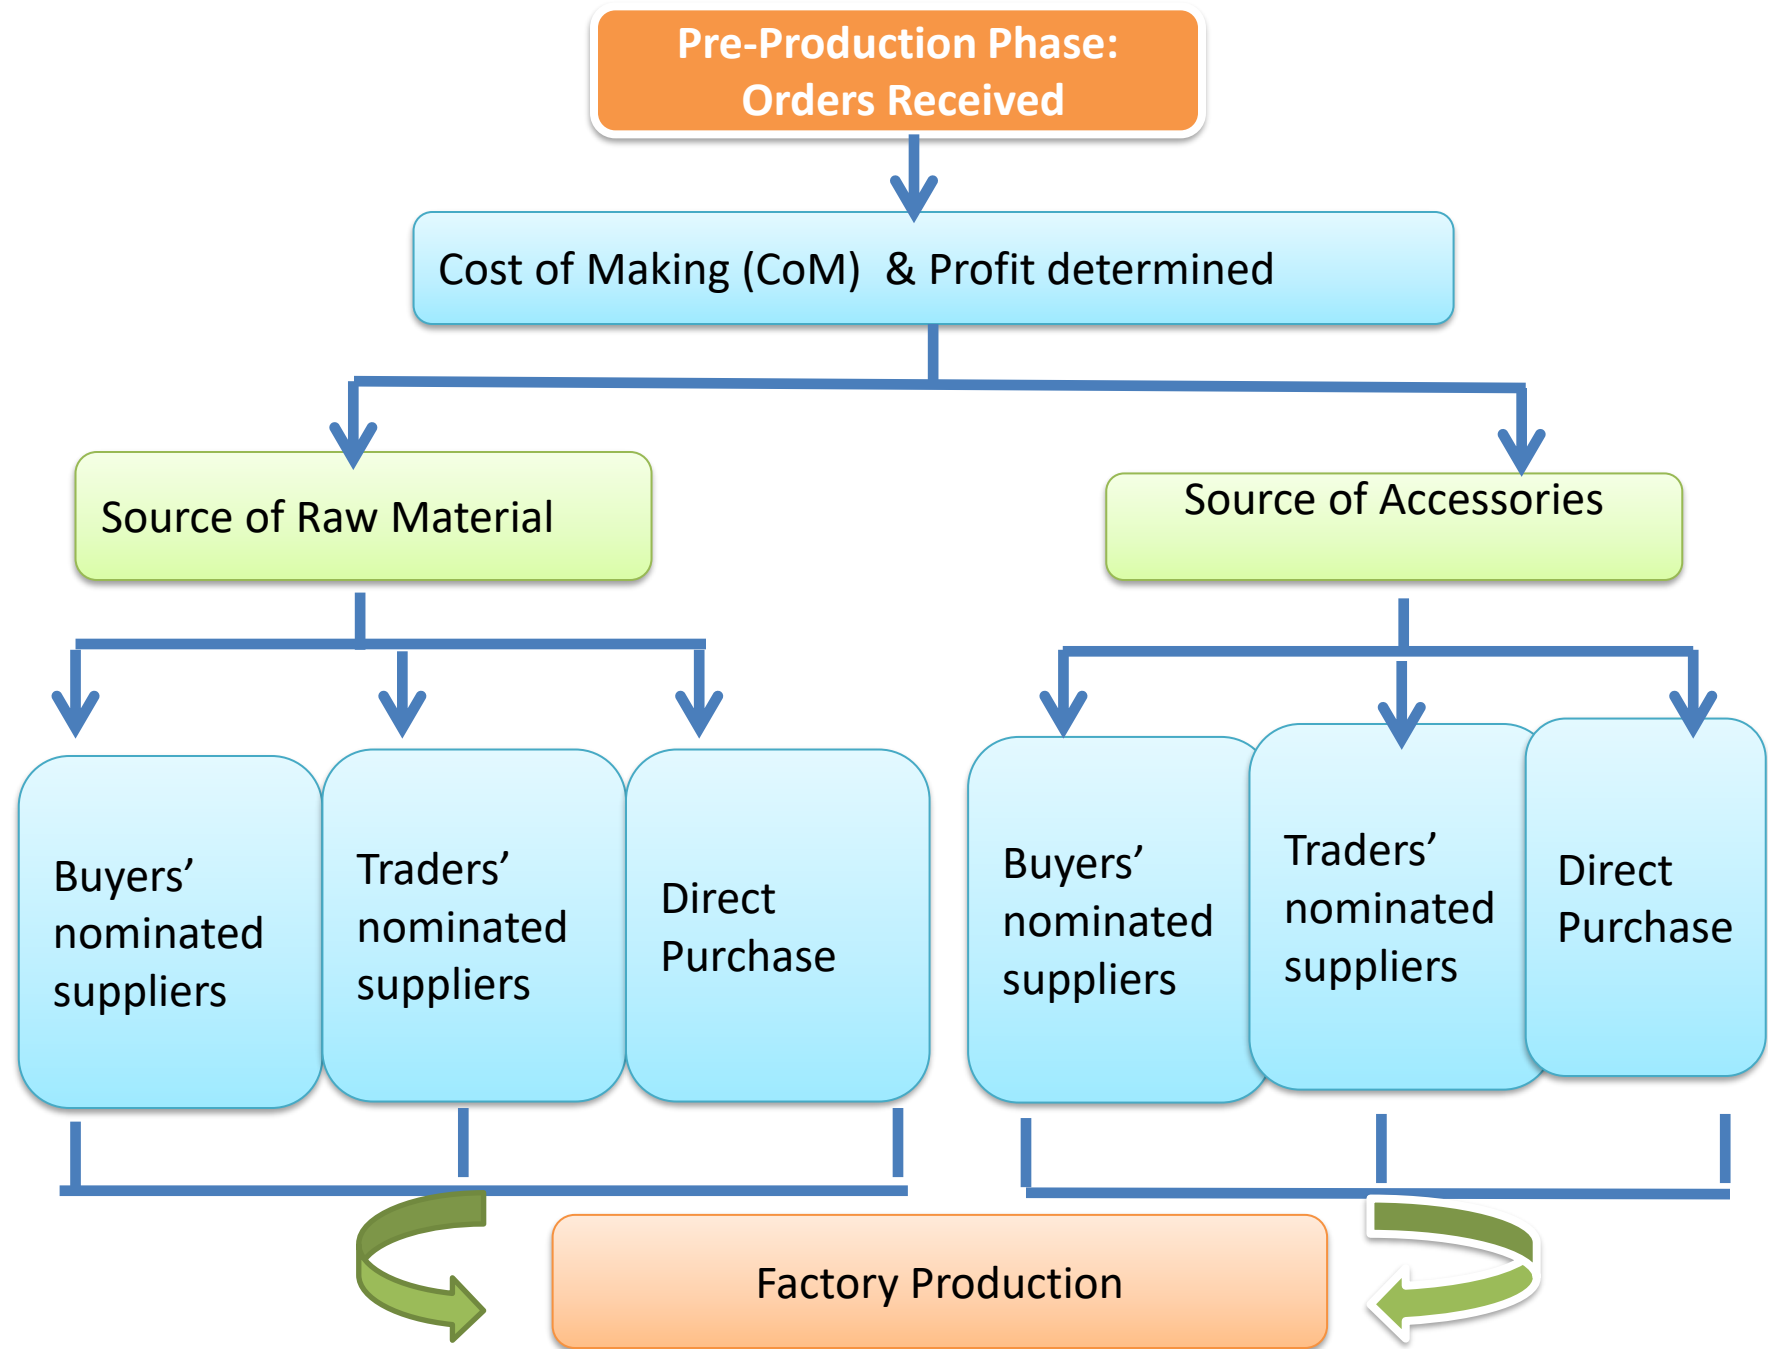 Pre-Production Phase:
Orders Received
Cost of Making (CoM)  & Profit determined
Source of Raw Material
Source of Accessories
Buyers’
nominated
suppliers
Traders’
nominated
suppliers
Direct
Purchase
Buyers’
nominated
suppliers
Traders’
nominated
suppliers
Direct
Purchase
Factory Production